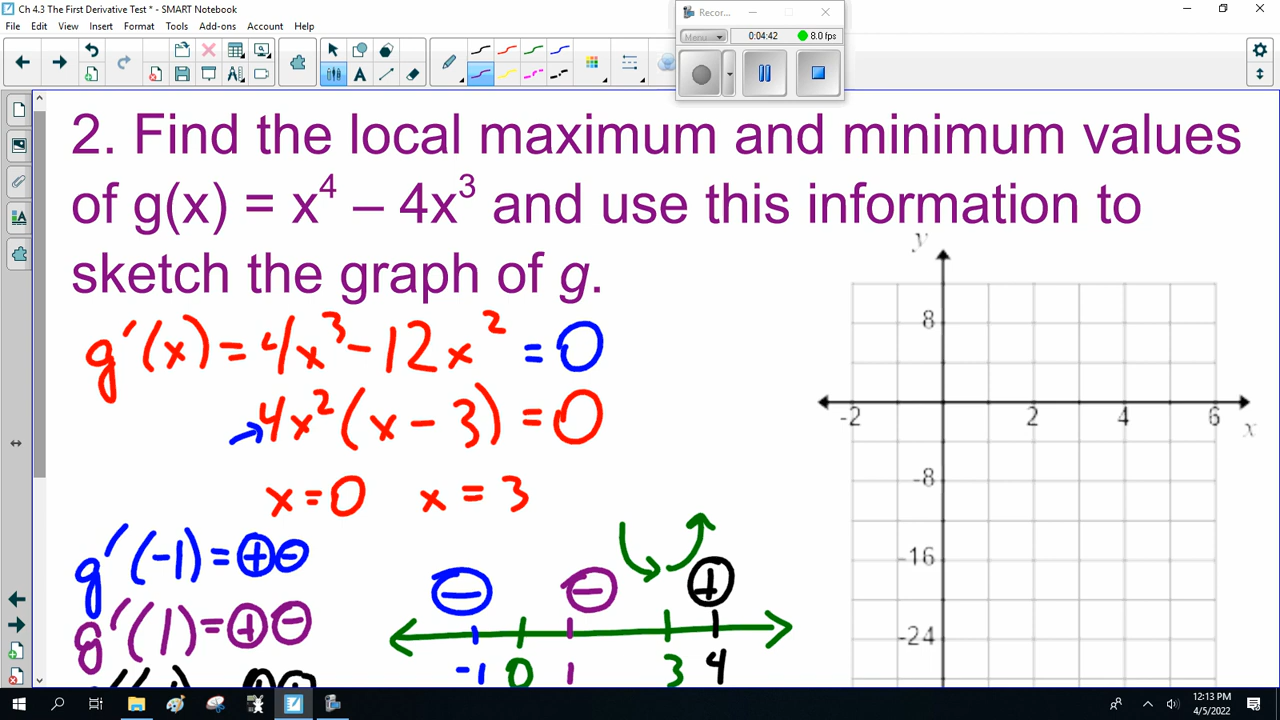 Ch 4.3 The First Derivative Test * - SMART Notebook
File Edit View Insert Format Tools Add-ons Account Help
Recor...
Menu 0:04:42 8.0 fps
2. Find the local maximum and minimum values
of g(x) = x⁴ – 4x³ and use this information to
sketch the graph of g.
g'(x) = 4x³ - 12x² = 0
4x²(x - 3) = 0
x = 0 x = 3
g'(-1) = ⊕⊖
g'(1) = ⊕⊖
⊖ ⊖ ⊕
-1 0 1 3 4
y
8
-2 2 4 6 x
-8
-16
-24
12:13 PM
4/5/2022